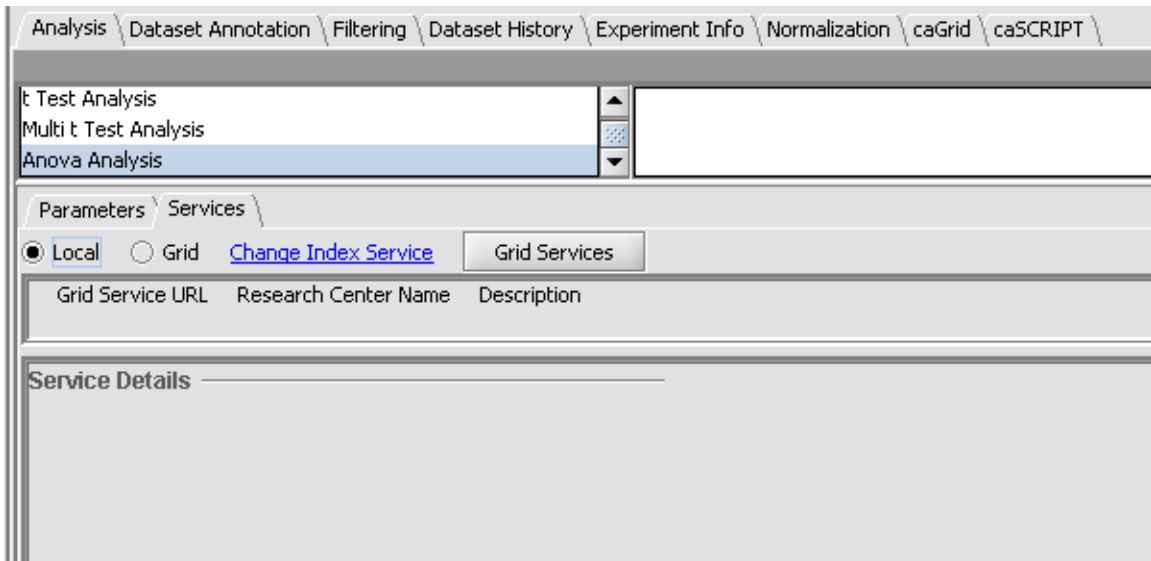 Analysis Dataset Annotation Filtering Dataset History Experiment Info Normalization caGrid caSCRIPT
t Test Analysis
Multi t Test Analysis
Anova Analysis
Parameters Services
Local Grid Change Index Service Grid Services
Grid Service URL Research Center Name Description
Service Details